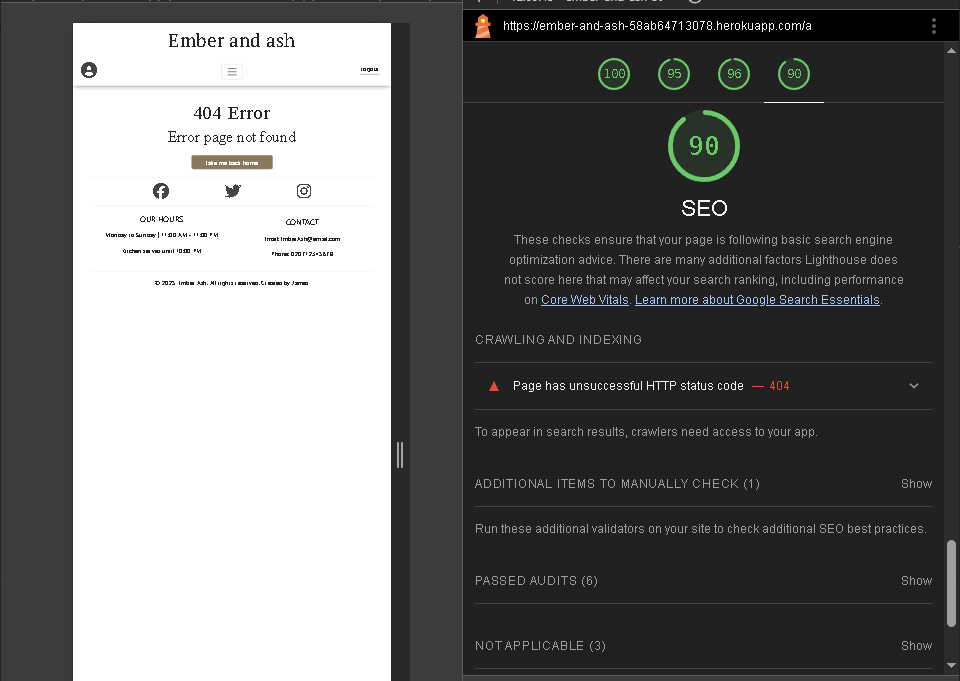 Ember and ash
Logout
404 Error
Error page not found
Take me back home
OUR HOURS
Monday to Sunday | 11:00 AM - 11:00 PM
Kitchen serves until 10:00 PM
CONTACT
Email: EmberAsh@email.com
© 2023 Ember Ash. All rights reserved. Created by James
https://ember-and-ash-58ab64713078.herokuapp.com/a
100
95
96
90
90
SEO
These checks ensure that your page is following basic search engine
optimization advice. There are many additional factors Lighthouse does
not score here that may affect your search ranking, including performance
on Core Web Vitals. Learn more about Google Search Essentials.
CRAWLING AND INDEXING
Page has unsuccessful HTTP status code — 404
To appear in search results, crawlers need access to your app.
ADDITIONAL ITEMS TO MANUALLY CHECK (1)
Show
Run these additional validators on your site to check additional SEO best practices.
PASSED AUDITS (6)
Show
NOT APPLICABLE (3)
Show